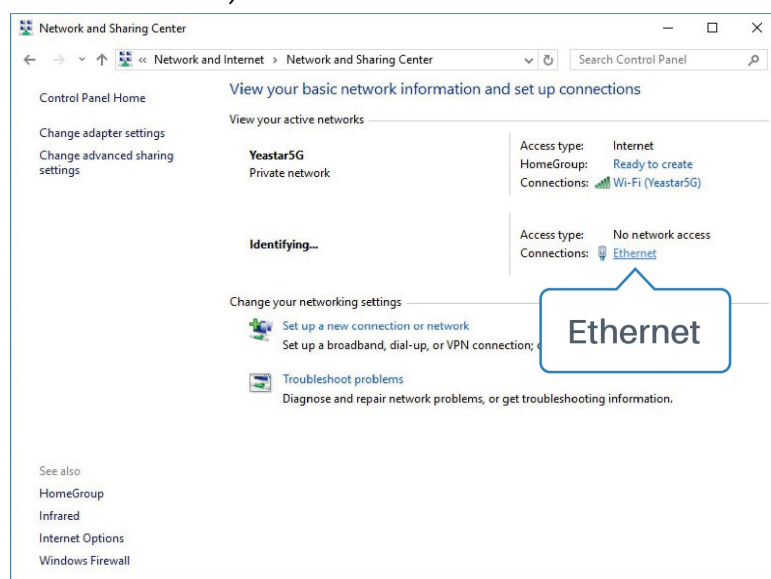 Network and Sharing Center
« Network and Internet › Network and Sharing Center
Search Control Panel
Control Panel Home
Change adapter settings
Change advanced sharing
settings
View your basic network information and set up connections
View your active networks
Yeastar5G
Private network
Access type: Internet
HomeGroup: Ready to create
Connections: Wi-Fi (Yeastar5G)
Identifying...
Access type: No network access
Connections: Ethernet
Ethernet
Change your networking settings
Set up a new connection or network
Set up a broadband, dial-up, or VPN connection;
Troubleshoot problems
Diagnose and repair network problems, or get troubleshooting information.
See also
HomeGroup
Infrared
Internet Options
Windows Firewall